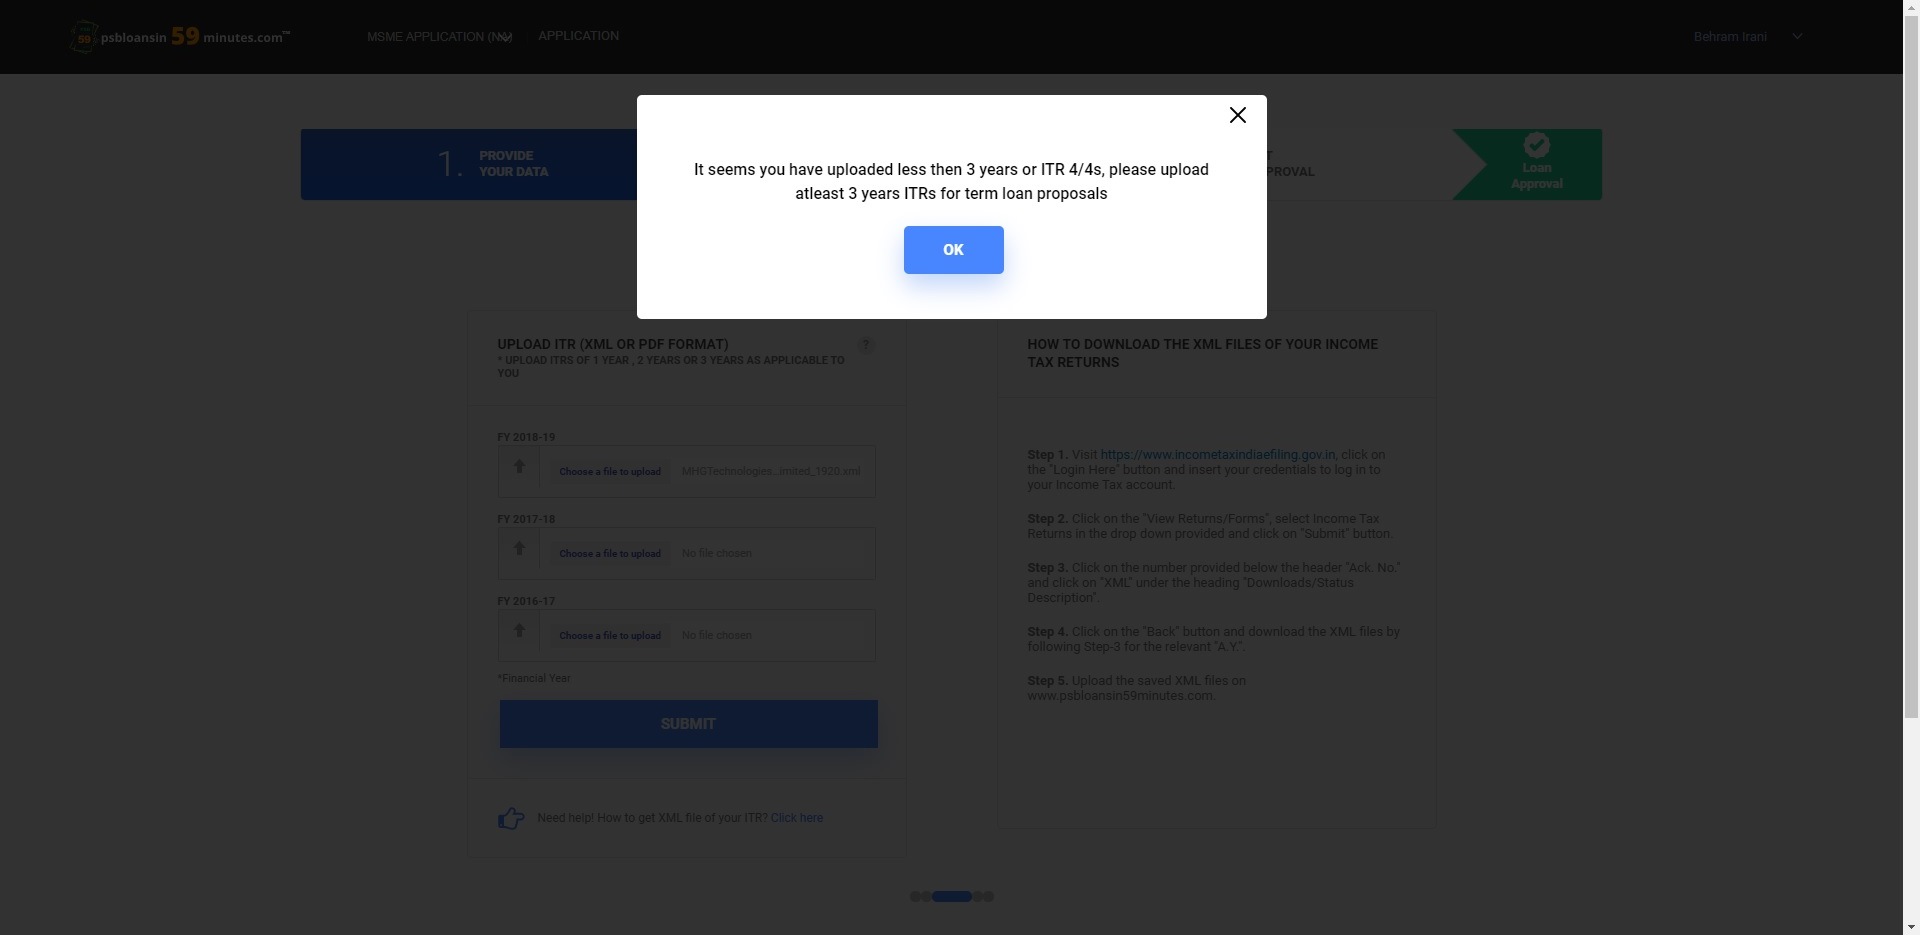 psbloansin 59 minutes.com™
MSME APPLICATION (NA)
APPLICATION
Behram Irani
It seems you have uploaded less then 3 years or ITR 4/4s, please upload
atleast 3 years ITRs for term loan proposals
OK
1.
PROVIDE
YOUR DATA
Loan
Approval
UPLOAD ITR (XML OR PDF FORMAT)
?
* UPLOAD ITRS OF 1 YEAR , 2 YEARS OR 3 YEARS AS APPLICABLE TO
YOU
FY 2018-19
Choose a file to upload MHGTechnologies...imited_1920.xml
FY 2017-18
Choose a file to upload No file chosen
FY 2016-17
Choose a file to upload No file chosen
*Financial Year
SUBMIT
Need help! How to get XML file of your ITR? Click here
HOW TO DOWNLOAD THE XML FILES OF YOUR INCOME
TAX RETURNS
Step 1. Visit https://www.incometaxindiaefiling.gov.in, click on
the "Login Here" button and insert your credentials to log in to
your Income Tax account.
Step 2. Click on the "View Returns/Forms", select Income Tax
Returns in the drop down provided and click on "Submit" button.
Step 3. Click on the number provided below the header "Ack. No."
and click on "XML" under the heading "Downloads/Status
Description".
Step 4. Click on the "Back" button and download the XML files by
following Step-3 for the relevant "A.Y.".
Step 5. Upload the saved XML files on
www.psbloansin59minutes.com.